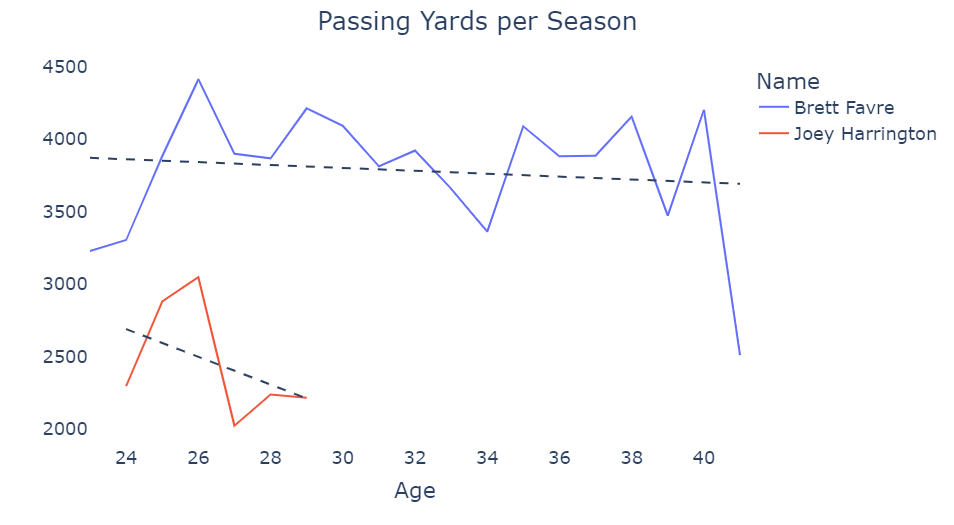 Passing Yards per Season
4500
4000
3500
3000
2500
2000
24 26 28 30 32 34 36 38 40
Age
Name
Brett Favre
Joey Harrington